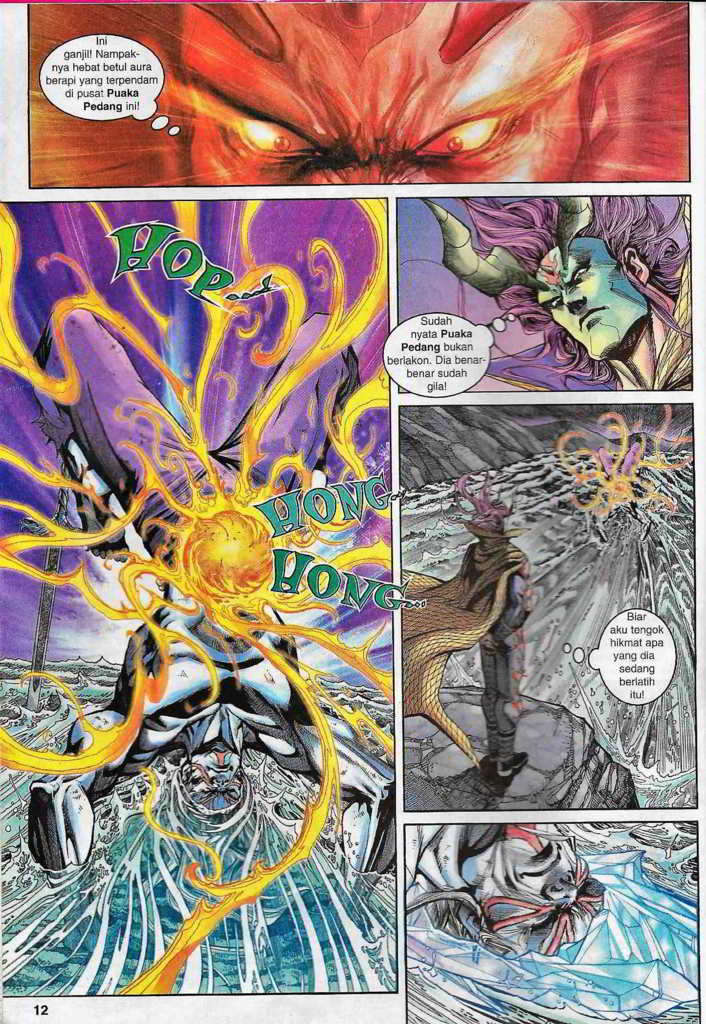 Ini
ganjil! Nampak-
nya hebat betul aura
berapi yang terpendam
di pusat Puaka
Pedang ini!
HOP...!
Sudah
nyata Puaka
Pedang bukan
berlakon. Dia benar-
benar sudah
gila!
HONG...
HONG...
Biar
aku tengok
hikmat apa
yang dia
sedang
berlatih
itu!
12